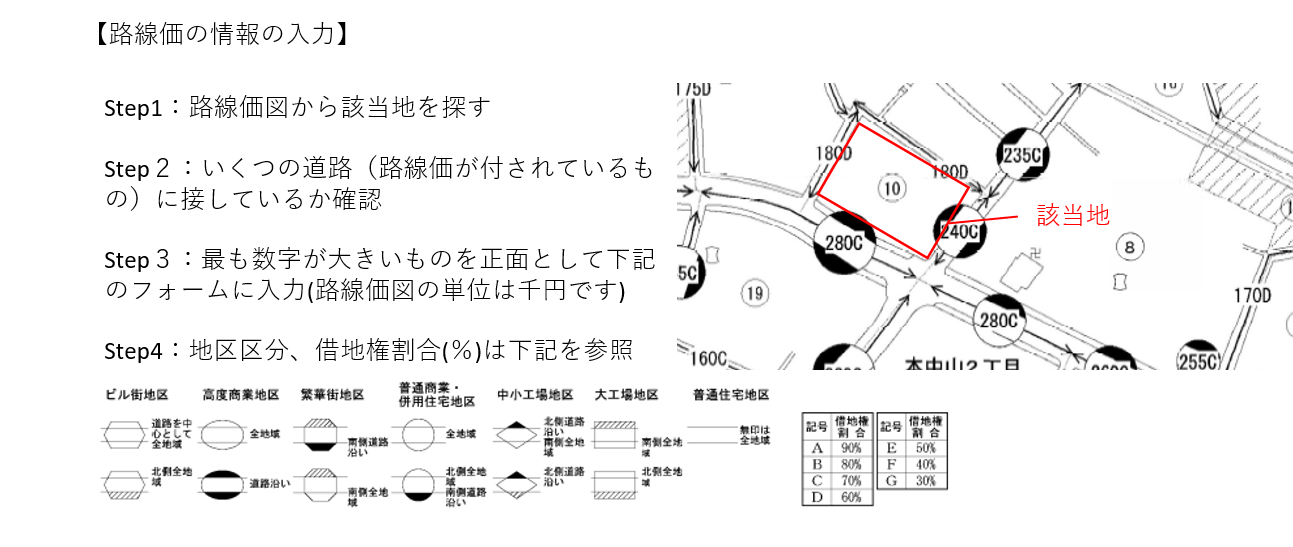 【路線価の情報の入力】
Step1：路線価図から該当地を探す
Step２：いくつの道路（路線価が付されているも
の）に接しているか確認
Step３：最も数字が大きいものを正面として下記
のフォームに入力(路線価図の単位は千円です)
Step4：地区区分、借地権割合(％)は下記を参照
175D
180D
180D
235C
10
240C
該当地
280C
卍
8
5C
19
170D
280C
160C
本中山２丁目
255C
ビル街地区
高度商業地区
繁華街地区
普通商業・
併用住宅地区
中小工場地区
大工場地区
普通住宅地区
道路を中
心として
全地域
全地域
南側道路
沿い
全地域
北側道路
沿い
南側全地
域
南側全地
域
無印は
全地域
北側全地
域
道路沿い
南側全地
域
北側全地
域
南側道路
沿い
北側道路
沿い
北側全地
域
記号 借地権割合 記号 借地権割合
A 90% E 50%
B 80% F 40%
C 70% G 30%
D 60%